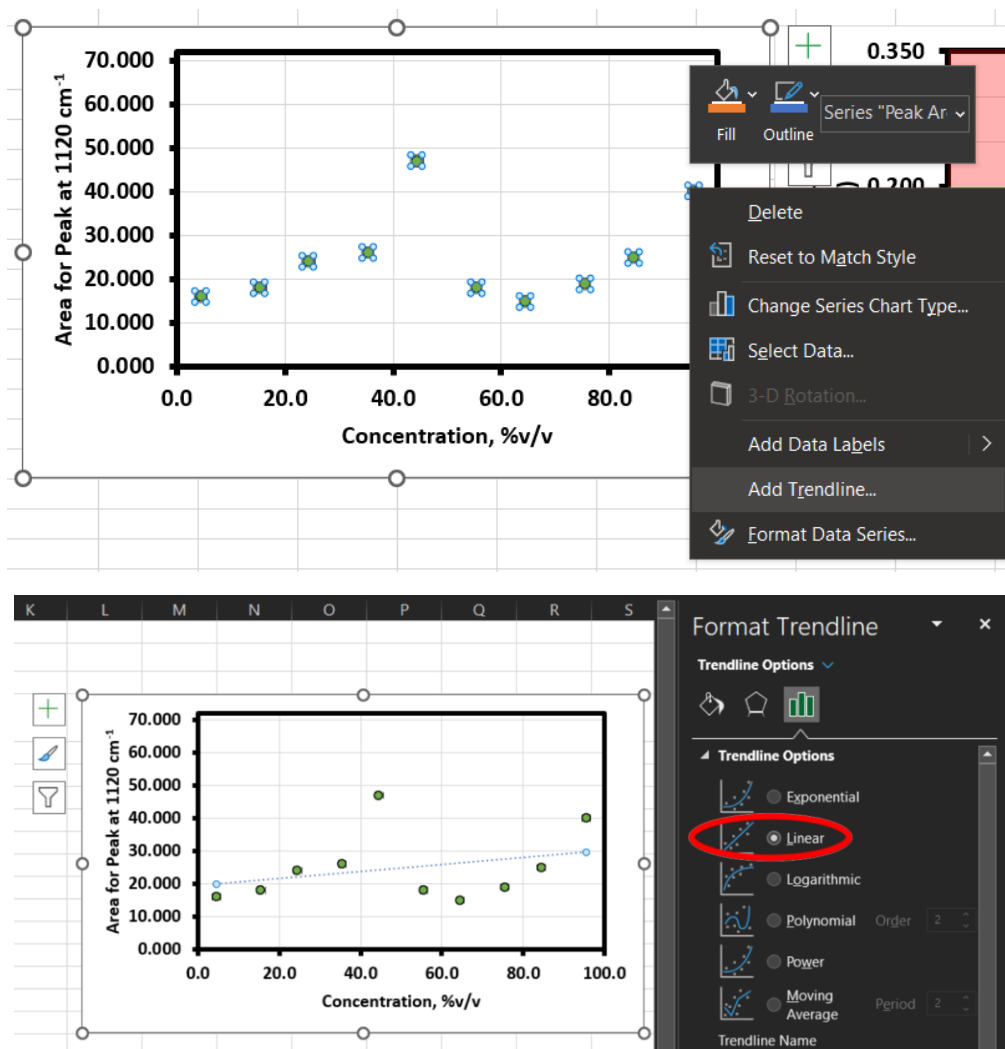 70.000
60.000
50.000
40.000
30.000
20.000
10.000
0.000
Area for Peak at 1120 cm⁻¹
0.0 20.0 40.0 60.0 80.0
Concentration, %v/v
0.350
0.200
Fill Outline Series "Peak Ar
Delete
Reset to Match Style
Change Series Chart Type...
Select Data...
3-D Rotation...
Add Data Labels
Add Trendline...
Format Data Series...
K L M N O P Q R S
70.000
60.000
50.000
40.000
30.000
20.000
10.000
0.000
Area for Peak at 1120 cm⁻¹
0.0 20.0 40.0 60.0 80.0 100.0
Concentration, %v/v
Format Trendline
Trendline Options
Trendline Options
Exponential
Linear
Logarithmic
Polynomial Order 2
Power
Moving
Average Period 2
Trendline Name